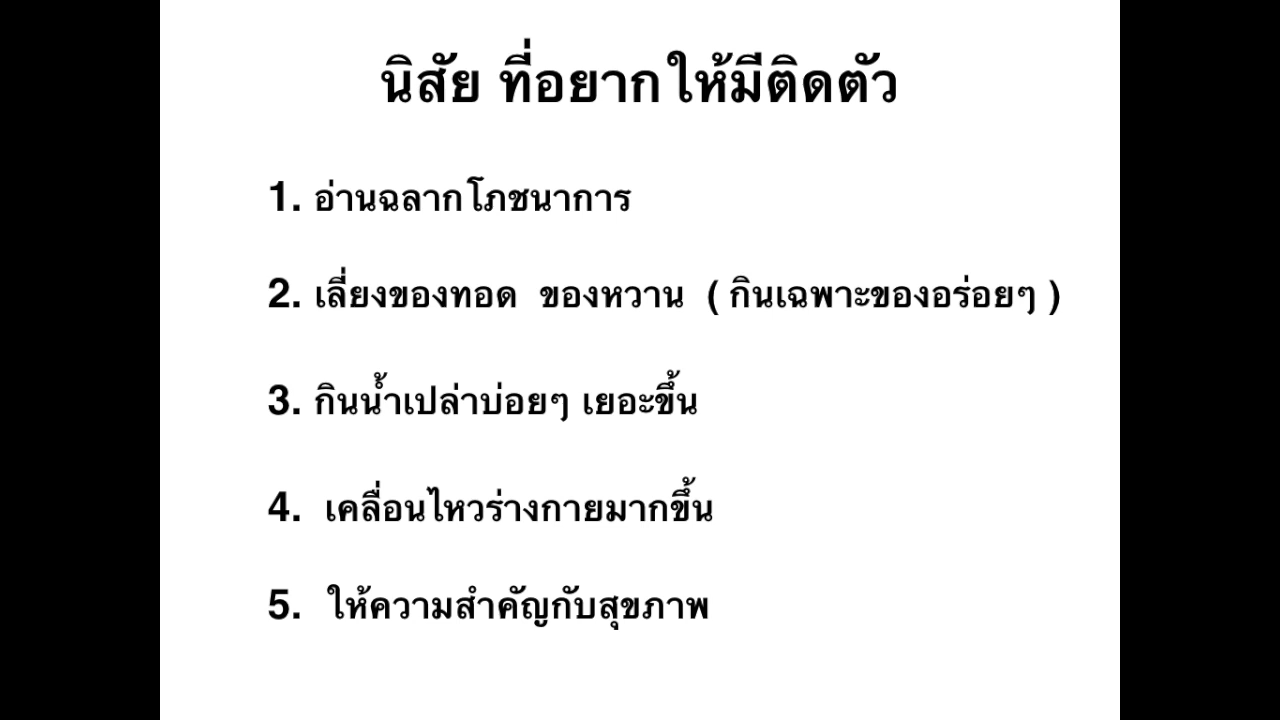 นิสัย ที่อยากให้มีติดตัว
1. อ่านฉลากโภชนาการ
2. เลี่ยงของทอด ของหวาน ( กินเฉพาะของอร่อยๆ )
3. กินน้ำเปล่าบ่อยๆ เยอะขึ้น
4. เคลื่อนไหวร่างกายมากขึ้น
5. ให้ความสำคัญกับสุขภาพ